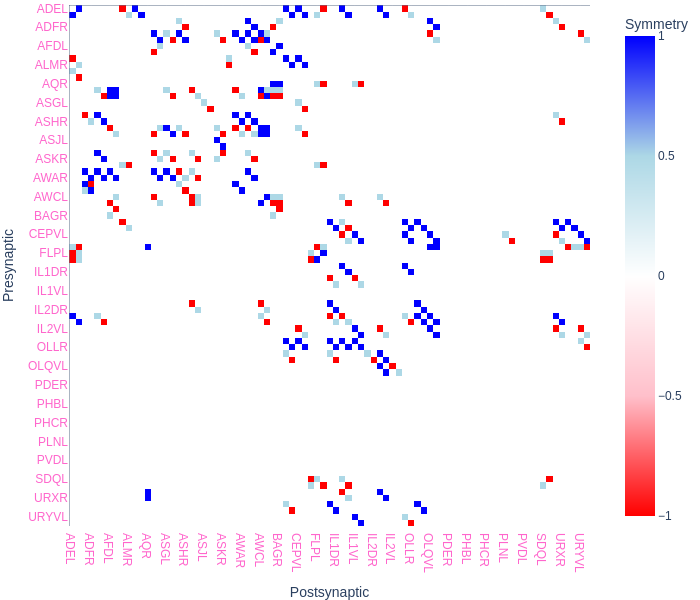 Symmetry
1
0.5
0
−0.5
−1
Presynaptic
ADEL
ADFR
AFDL
ALMR
AQR
ASGL
ASHR
ASJL
ASKR
AWAR
AWCL
BAGR
CEPVL
FLPL
IL1DR
IL1VL
IL2DR
IL2VL
OLLR
OLQVL
PDER
PHBL
PHCR
PLNL
PVDL
SDQL
URXR
URYVL
ADEL
ADFR
AFDL
ALMR
AQR
ASGL
ASHR
ASJL
ASKR
AWAR
AWCL
BAGR
CEPVL
FLPL
IL1DR
IL1VL
IL2DR
IL2VL
OLLR
OLQVL
PDER
PHBL
PHCR
PLNL
PVDL
SDQL
URXR
URYVL
Postsynaptic